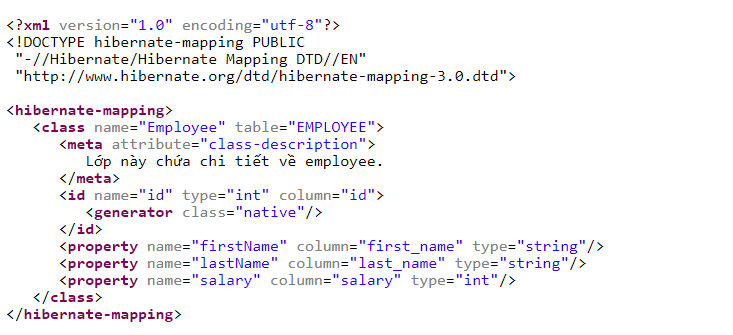 <?xml version="1.0" encoding="utf-8"?>
<!DOCTYPE hibernate-mapping PUBLIC
 "-//Hibernate/Hibernate Mapping DTD//EN"
 "http://www.hibernate.org/dtd/hibernate-mapping-3.0.dtd">

<hibernate-mapping>
   <class name="Employee" table="EMPLOYEE">
      <meta attribute="class-description">
         Lớp này chứa chi tiết về employee.
      </meta>
      <id name="id" type="int" column="id">
         <generator class="native"/>
      </id>
      <property name="firstName" column="first_name" type="string"/>
      <property name="lastName" column="last_name" type="string"/>
      <property name="salary" column="salary" type="int"/>
   </class>
</hibernate-mapping>